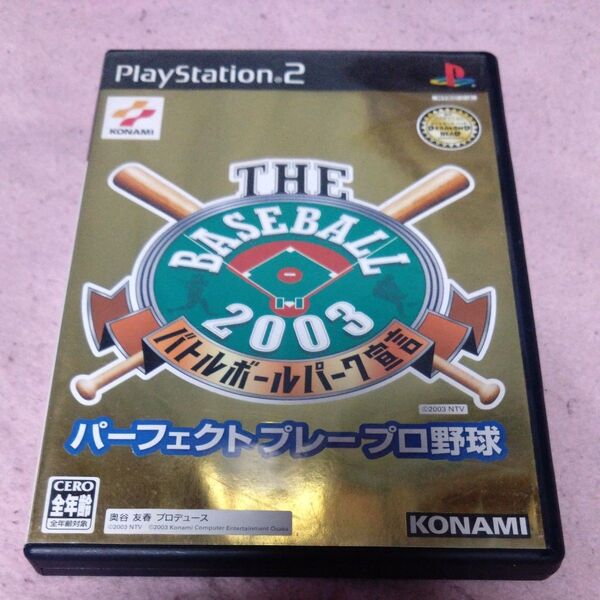 PlayStation®2
KONAMI
THE
BASEBALL
2003
バトルボールパーク宣言
©2003 NTV
パーフェクトプレープロ野球
CERO
全年齢
全年齢対象
奥谷 友春 プロデュース
©2003 NTV ©2003 Konami Computer Entertainment Osaka
KONAMI